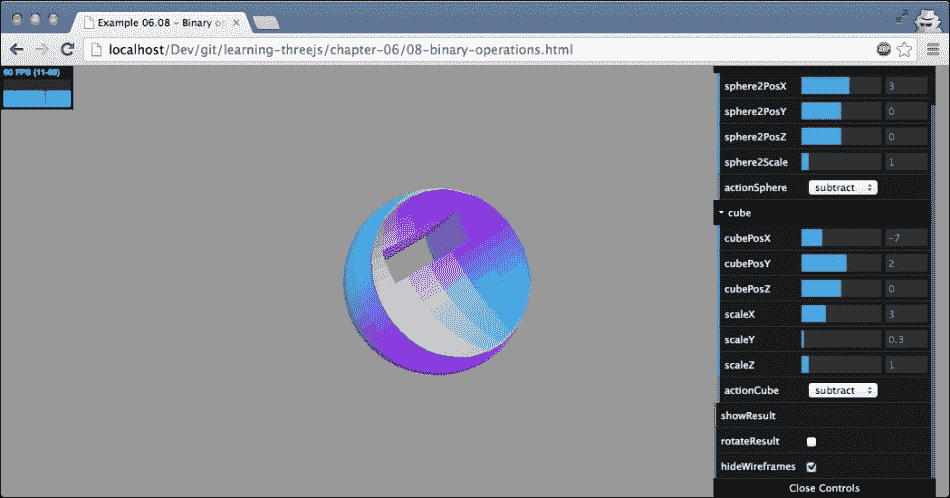 Example 06.08 – Binary op
localhost/Dev/git/learning-threejs/chapter-06/08-binary-operations.html
60 FPS (11-60)
sphere2PosX 3
sphere2PosY 0
sphere2PosZ 0
sphere2Scale 1
actionSphere subtract
cube
cubePosX -7
cubePosY 2
cubePosZ 0
scaleX 3
scaleY 0.3
scaleZ 1
actionCube subtract
showResult
rotateResult
hideWireframes
Close Controls